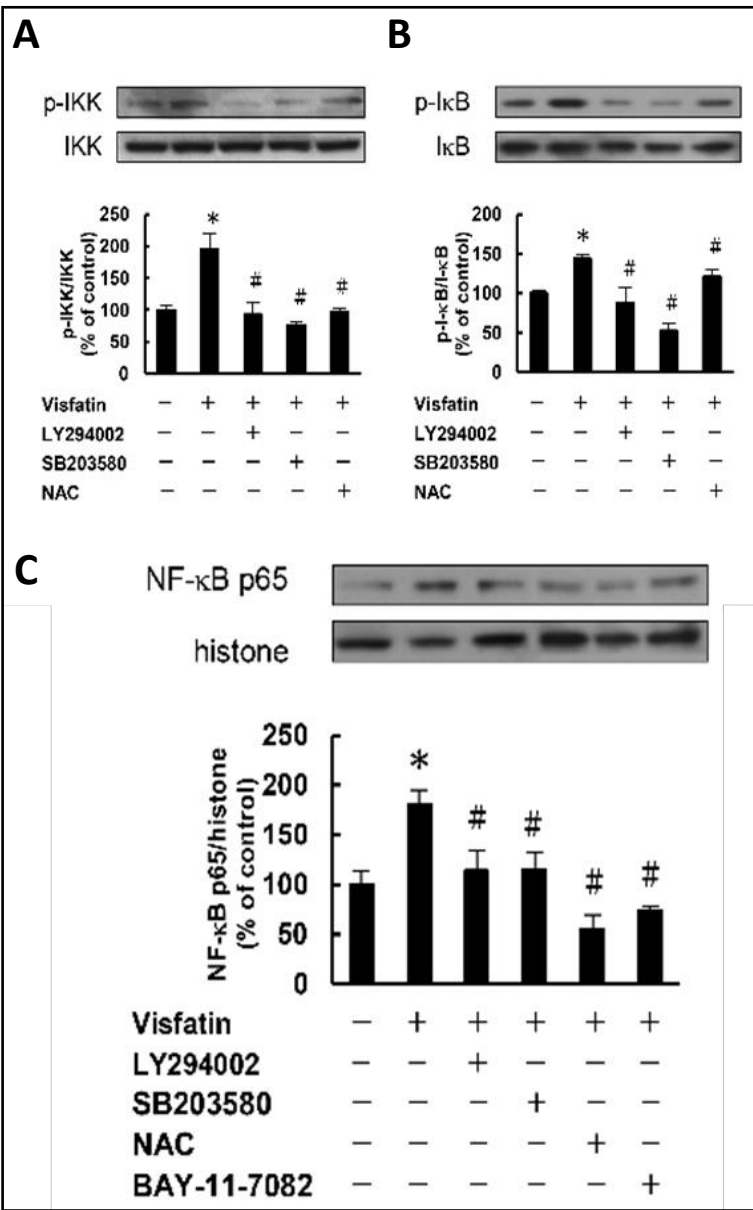 A
p-IKK
IKK
p-IKK/IKK
(% of control)
250
200
150
100
50
0
*
#
#
#
Visfatin − + + + +
LY294002 − − + − −
SB203580 − − − + −
NAC − − − − +
B
p-IκB
IκB
p-I-κB/I-κB
(% of control)
200
150
100
50
0
*
#
#
#
Visfatin − + + + +
LY294002 − − + − −
SB203580 − − − + −
NAC − − − − +
C
NF-κB p65
histone
NF-κB p65/histone
(% of control)
250
200
150
100
50
0
*
#
#
#
#
Visfatin − + + + + +
LY294002 − − + − − −
SB203580 − − − + − −
NAC − − − − + −
BAY-11-7082 − − − − − +